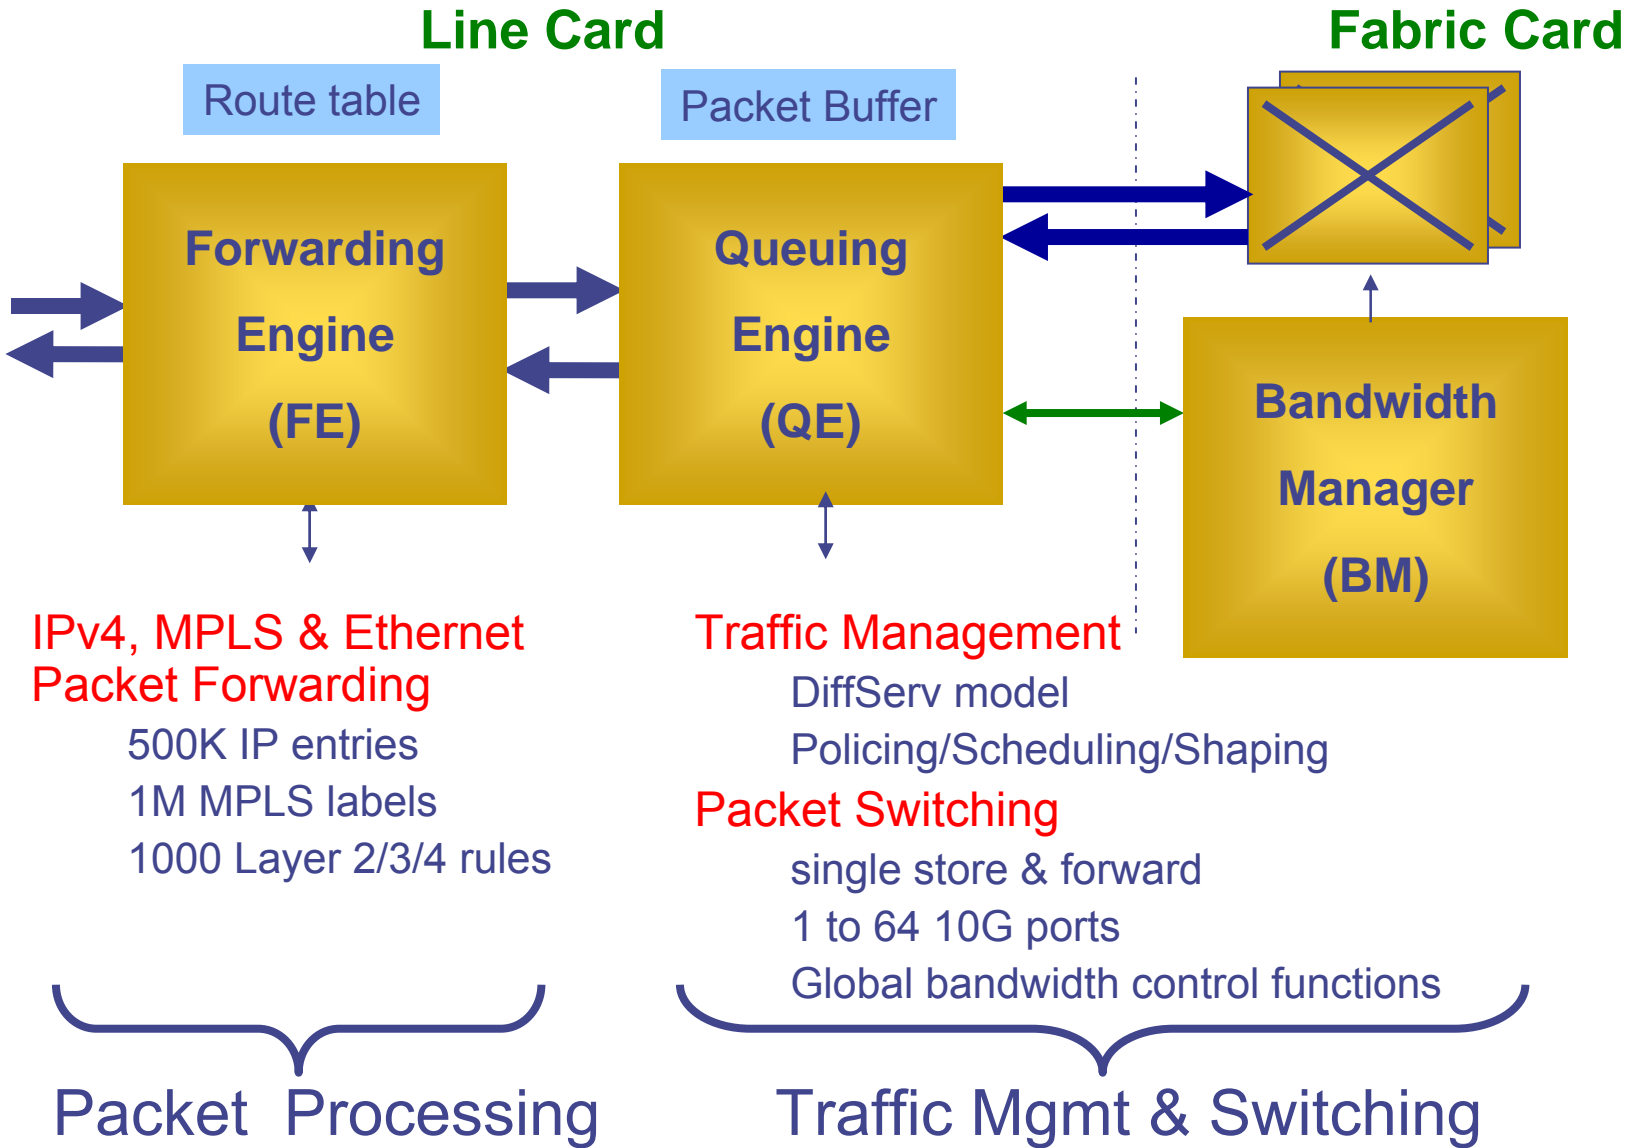 Line Card
Fabric Card
Route table
Packet Buffer
Forwarding
Engine
(FE)
Queuing
Engine
(QE)
Bandwidth
Manager
(BM)
IPv4, MPLS & Ethernet
Packet Forwarding
500K IP entries
1M MPLS labels
1000 Layer 2/3/4 rules
Traffic Management
DiffServ model
Policing/Scheduling/Shaping
Packet Switching
single store & forward
1 to 64 10G ports
Global bandwidth control functions
Packet Processing
Traffic Mgmt & Switching